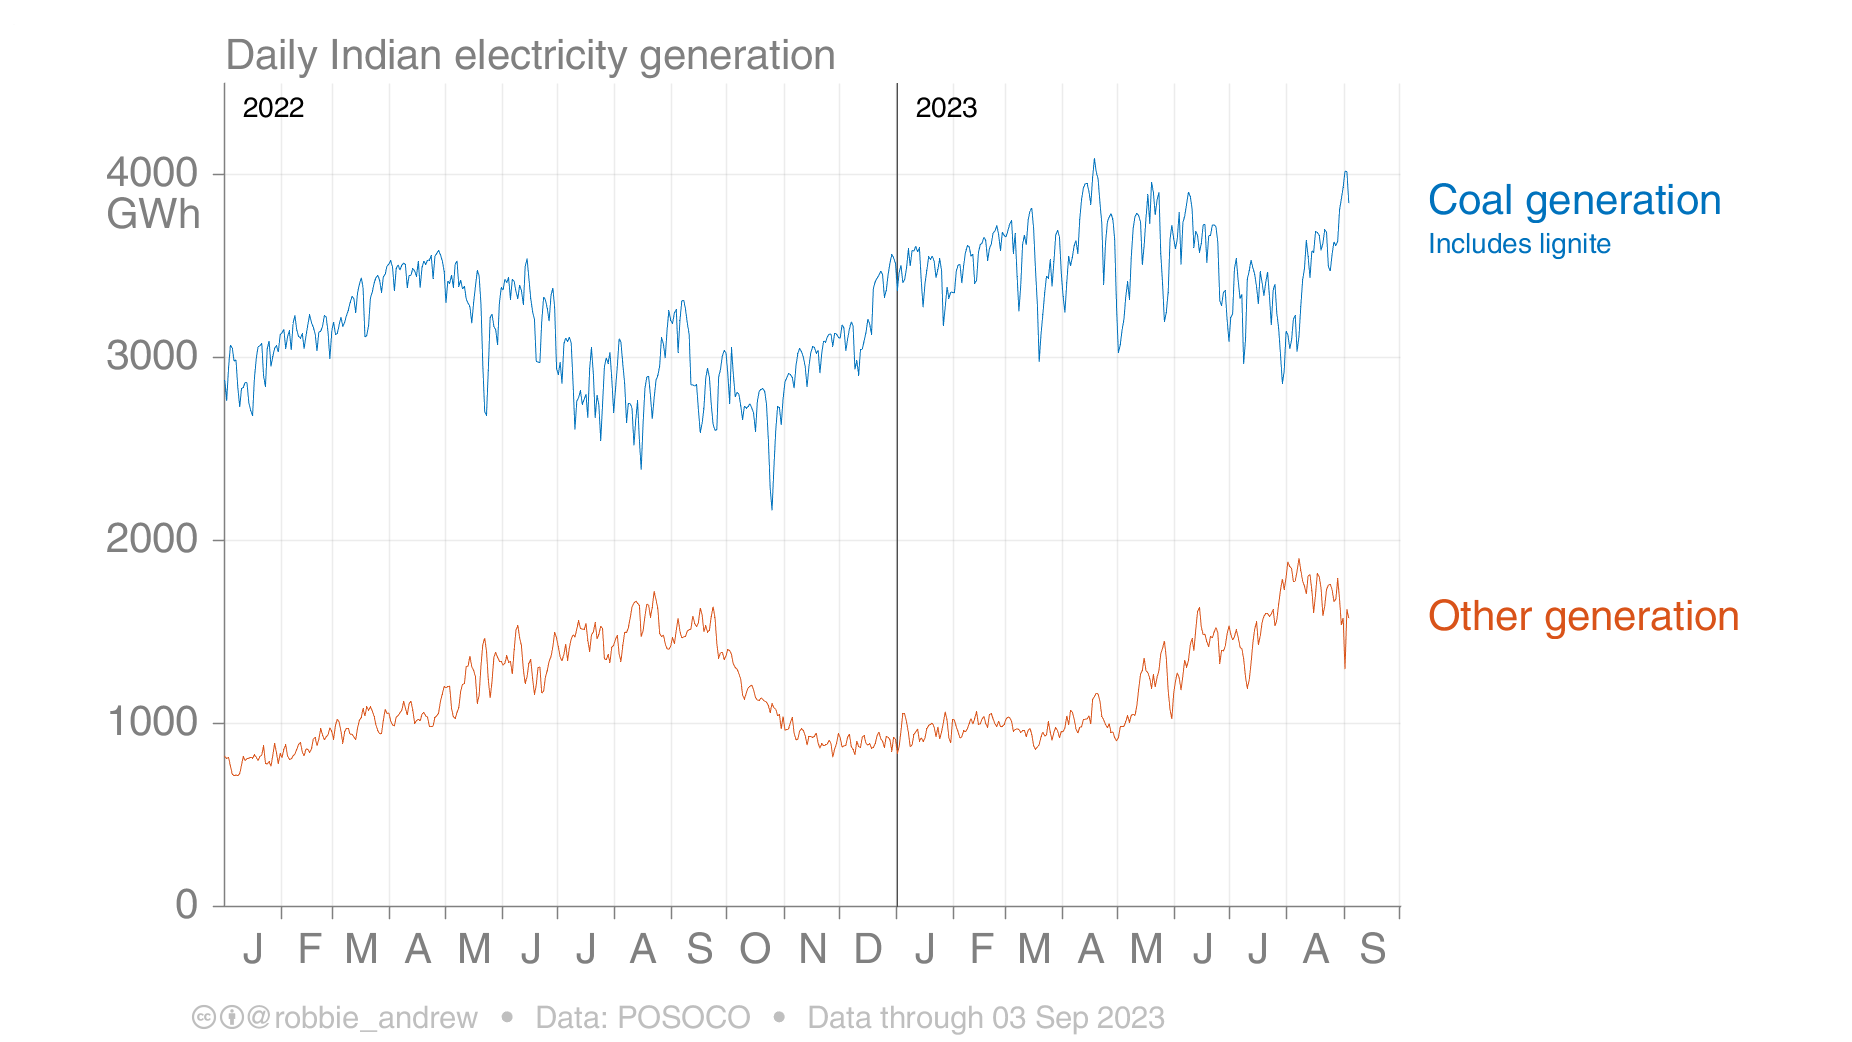 Daily Indian electricity generation
2022
2023
4000
GWh
3000
2000
1000
0
J F M A M J J A S O N D J F M A M J J A S
Coal generation
Includes lignite
Other generation
cc @robbie_andrew • Data: POSOCO • Data through 03 Sep 2023